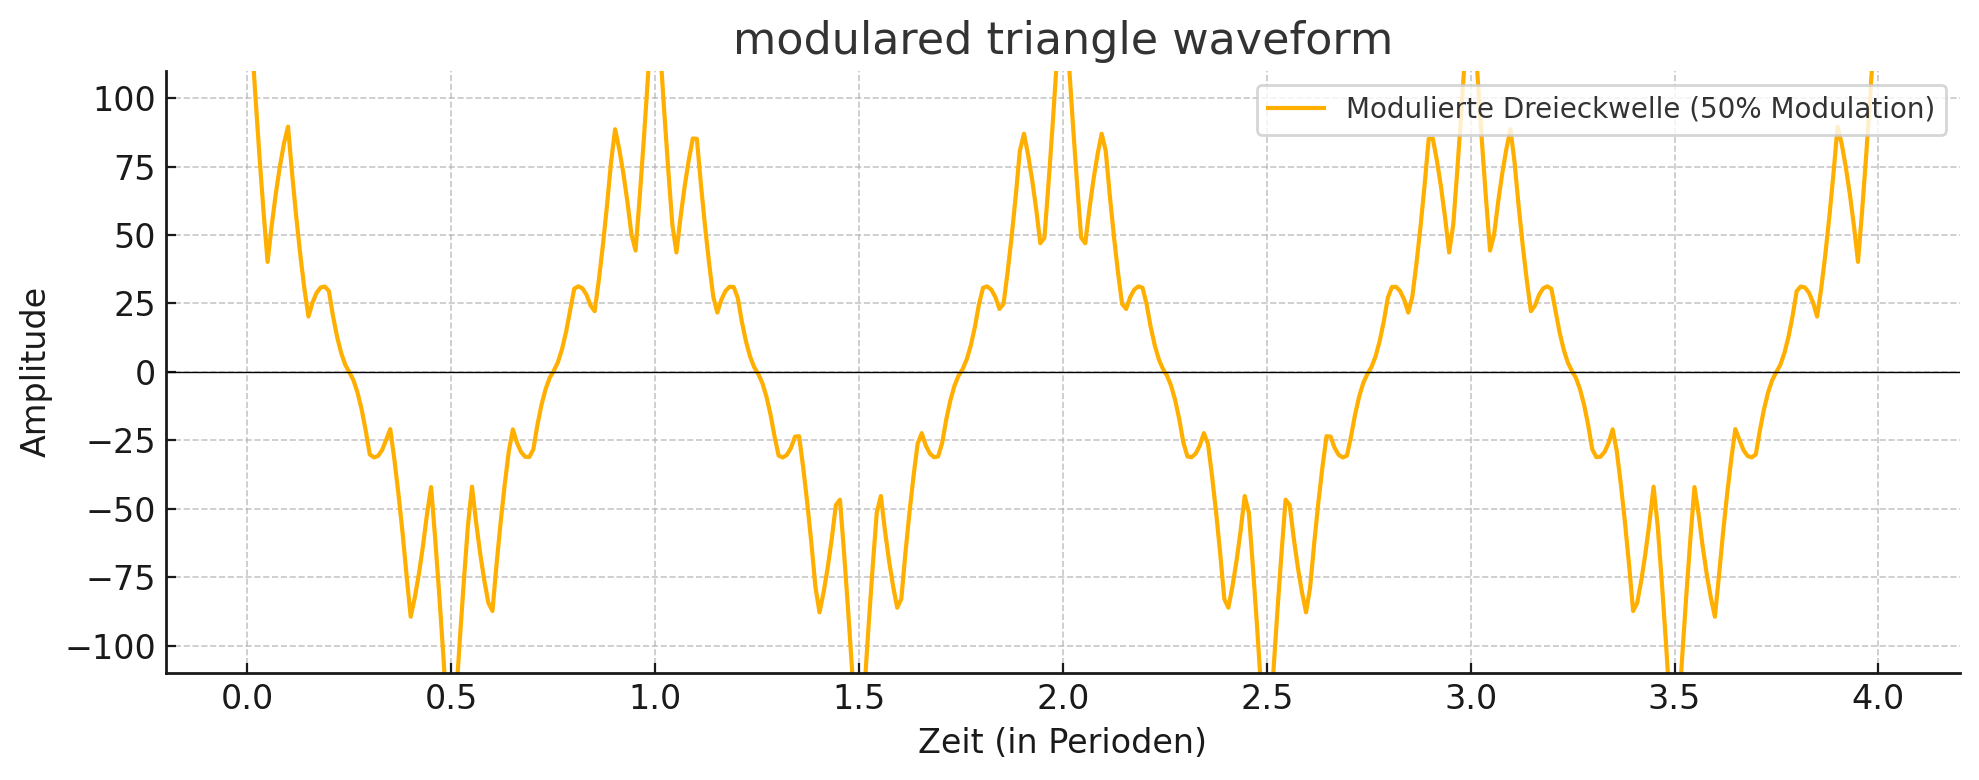 modulared triangle waveform
Modulierte Dreieckwelle (50% Modulation)
Amplitude
100
75
50
25
0
−25
−50
−75
−100
0.0 0.5 1.0 1.5 2.0 2.5 3.0 3.5 4.0
Zeit (in Perioden)